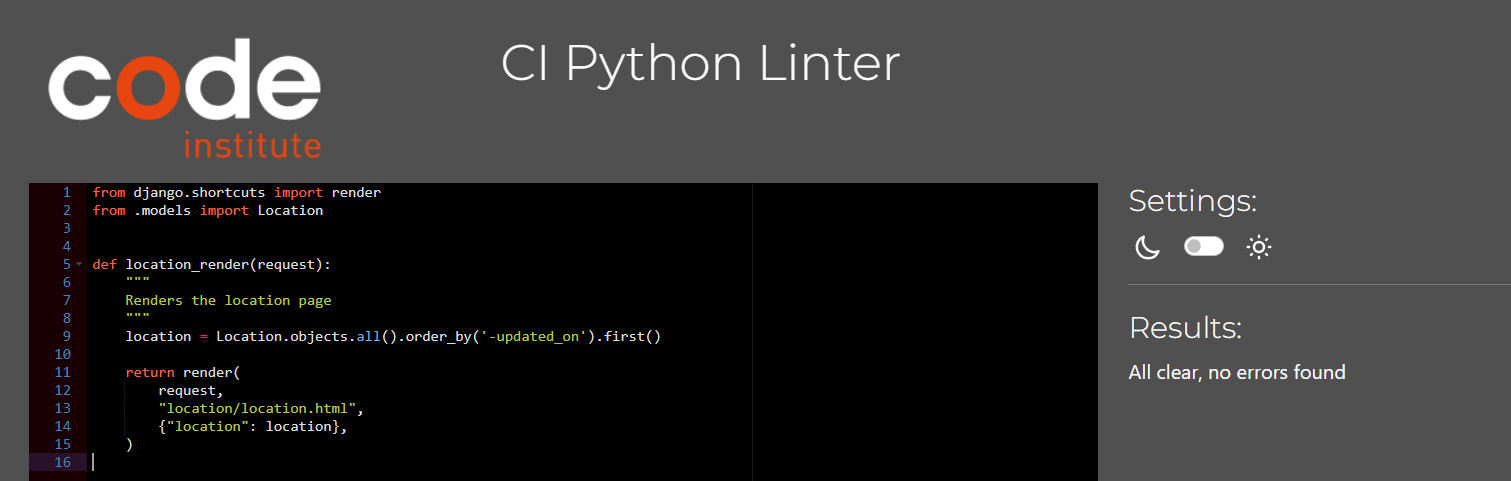 code
institute
CI Python Linter
1 from django.shortcuts import render
2 from .models import Location
3
4
5 def location_render(request):
6     """
7     Renders the location page
8     """
9     location = Location.objects.all().order_by('-updated_on').first()
10
11     return render(
12         request,
13         "location/location.html",
14         {"location": location},
15     )
16
Settings:
Results:
All clear, no errors found